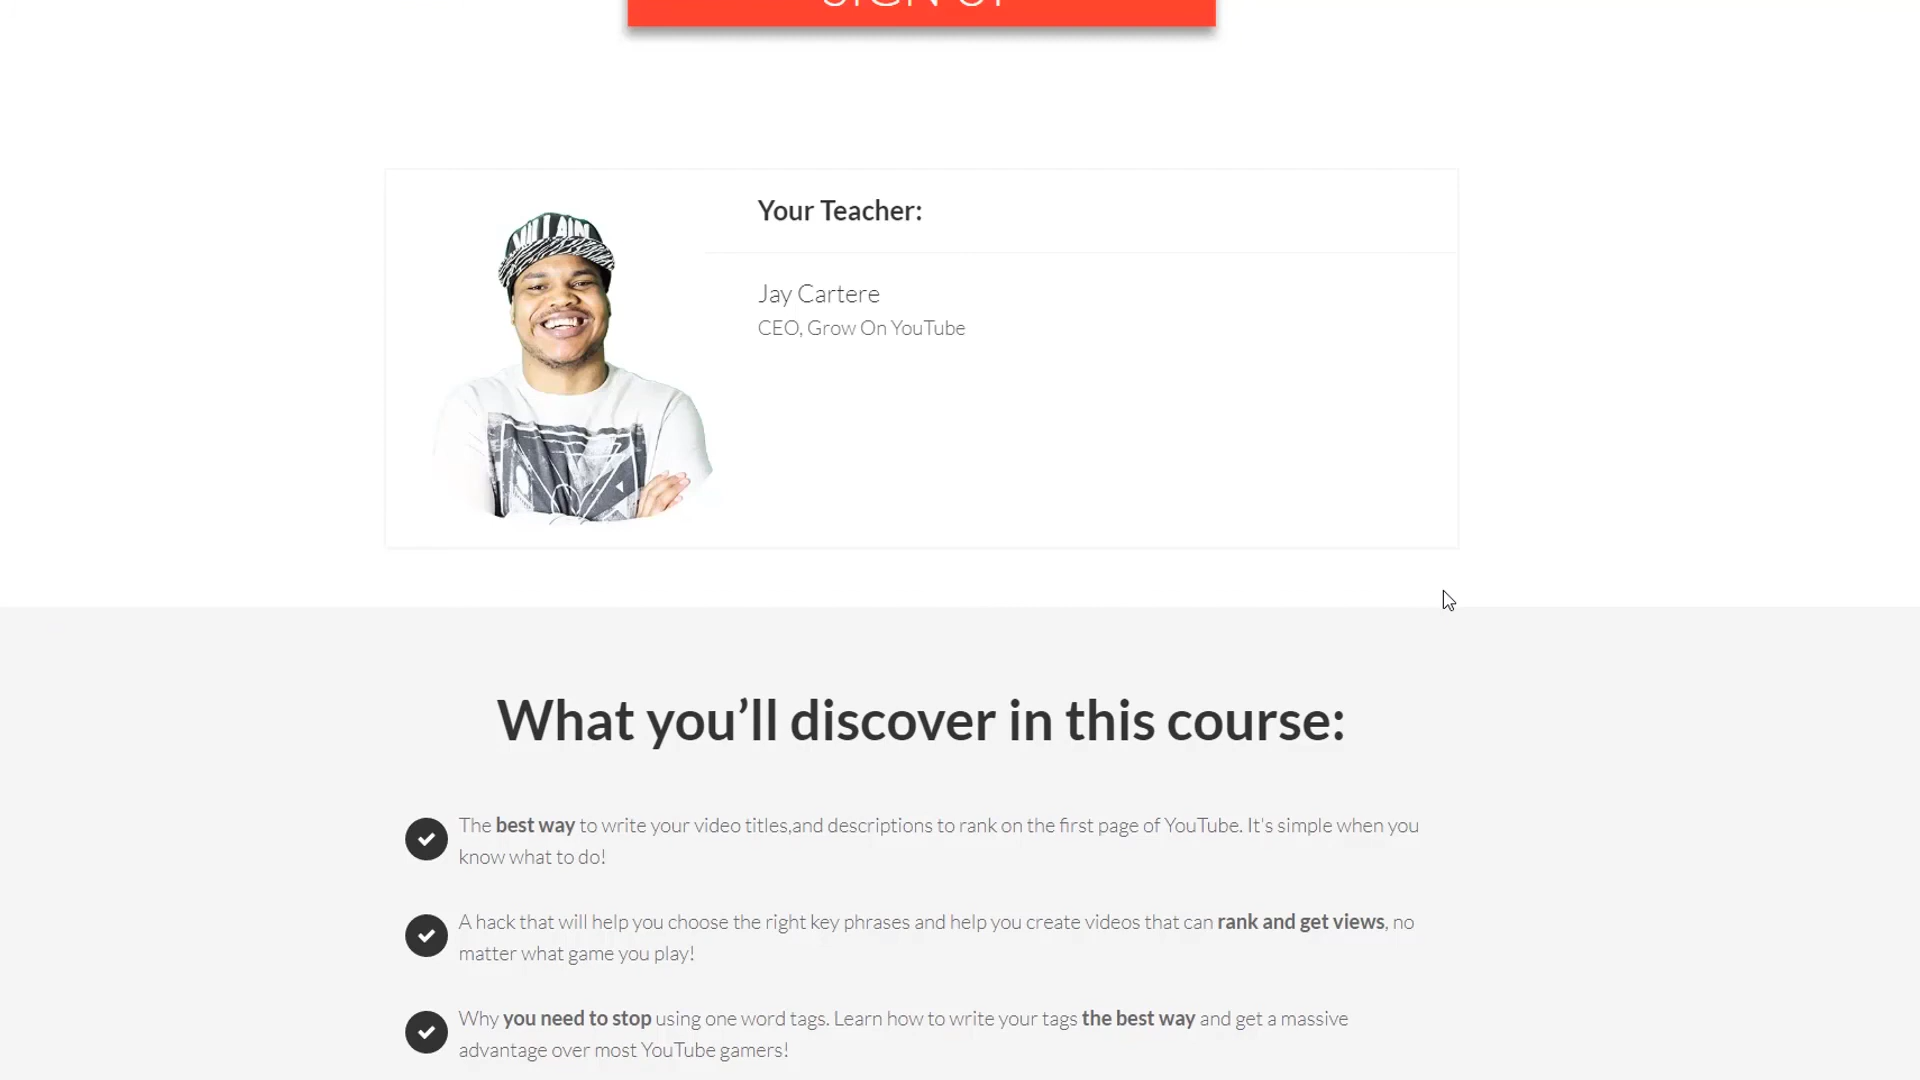 SIGN UP
Your Teacher:
Jay Cartere
CEO, Grow On YouTube
What you’ll discover in this course:
The best way to write your video titles,and descriptions to rank on the first page of YouTube. It's simple when you
know what to do!
A hack that will help you choose the right key phrases and help you create videos that can rank and get views, no
matter what game you play!
Why you need to stop using one word tags. Learn how to write your tags the best way and get a massive
advantage over most YouTube gamers!